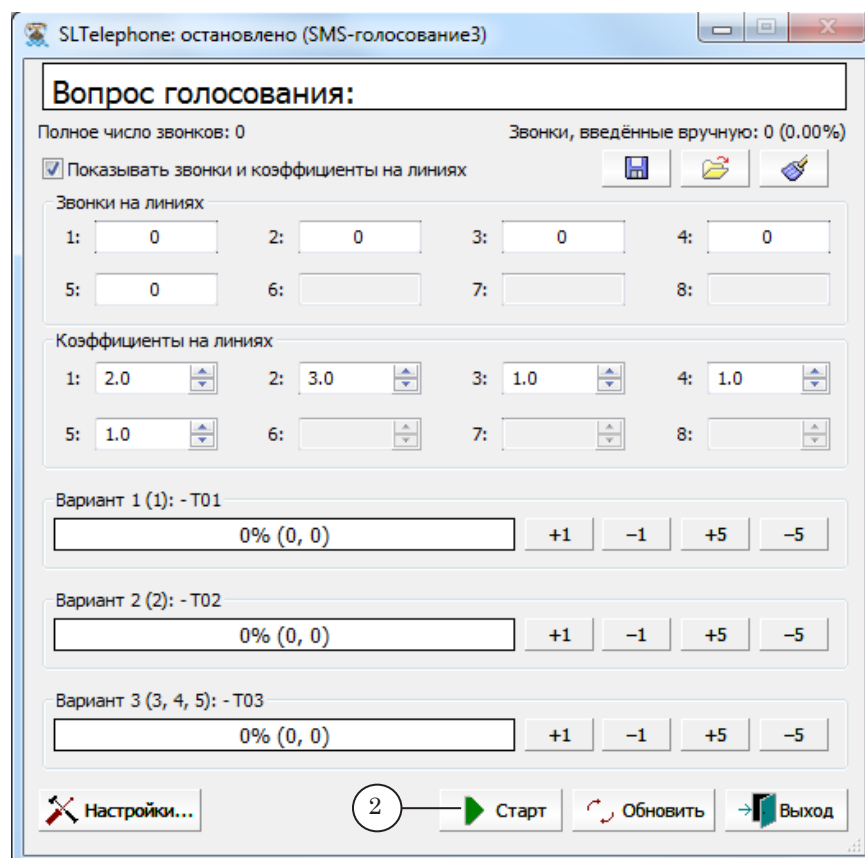 SLTelephone: остановлено (SMS-голосование3)
Вопрос голосования:
Полное число звонков: 0 Звонки, введённые вручную: 0 (0.00%)
Показывать звонки и коэффициенты на линиях
Звонки на линиях
1: 0 2: 0 3: 0 4: 0
5: 0 6: 7: 8:
Коэффициенты на линиях
1: 2.0 2: 3.0 3: 1.0 4: 1.0
5: 1.0 6: 7: 8:
Вариант 1 (1): - T01
0% (0, 0) +1 −1 +5 −5
Вариант 2 (2): - T02
0% (0, 0) +1 −1 +5 −5
Вариант 3 (3, 4, 5): - T03
0% (0, 0) +1 −1 +5 −5
Настройки... 2 Старт Обновить Выход